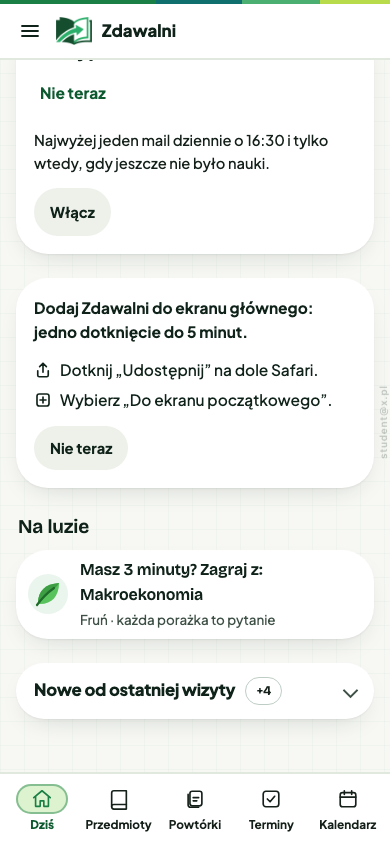 Zdawalni
Nie teraz
Najwyżej jeden mail dziennie o 16:30 i tylko
wtedy, gdy jeszcze nie było nauki.
Włącz
Dodaj Zdawalni do ekranu głównego:
jedno dotknięcie do 5 minut.
Dotknij „Udostępnij” na dole Safari.
Wybierz „Do ekranu początkowego”.
Nie teraz
student@x.pl
Na luzie
Masz 3 minuty? Zagraj z:
Makroekonomia
Fruń · każda porażka to pytanie
Nowe od ostatniej wizyty +4
Dziś Przedmioty Powtórki Terminy Kalendarz